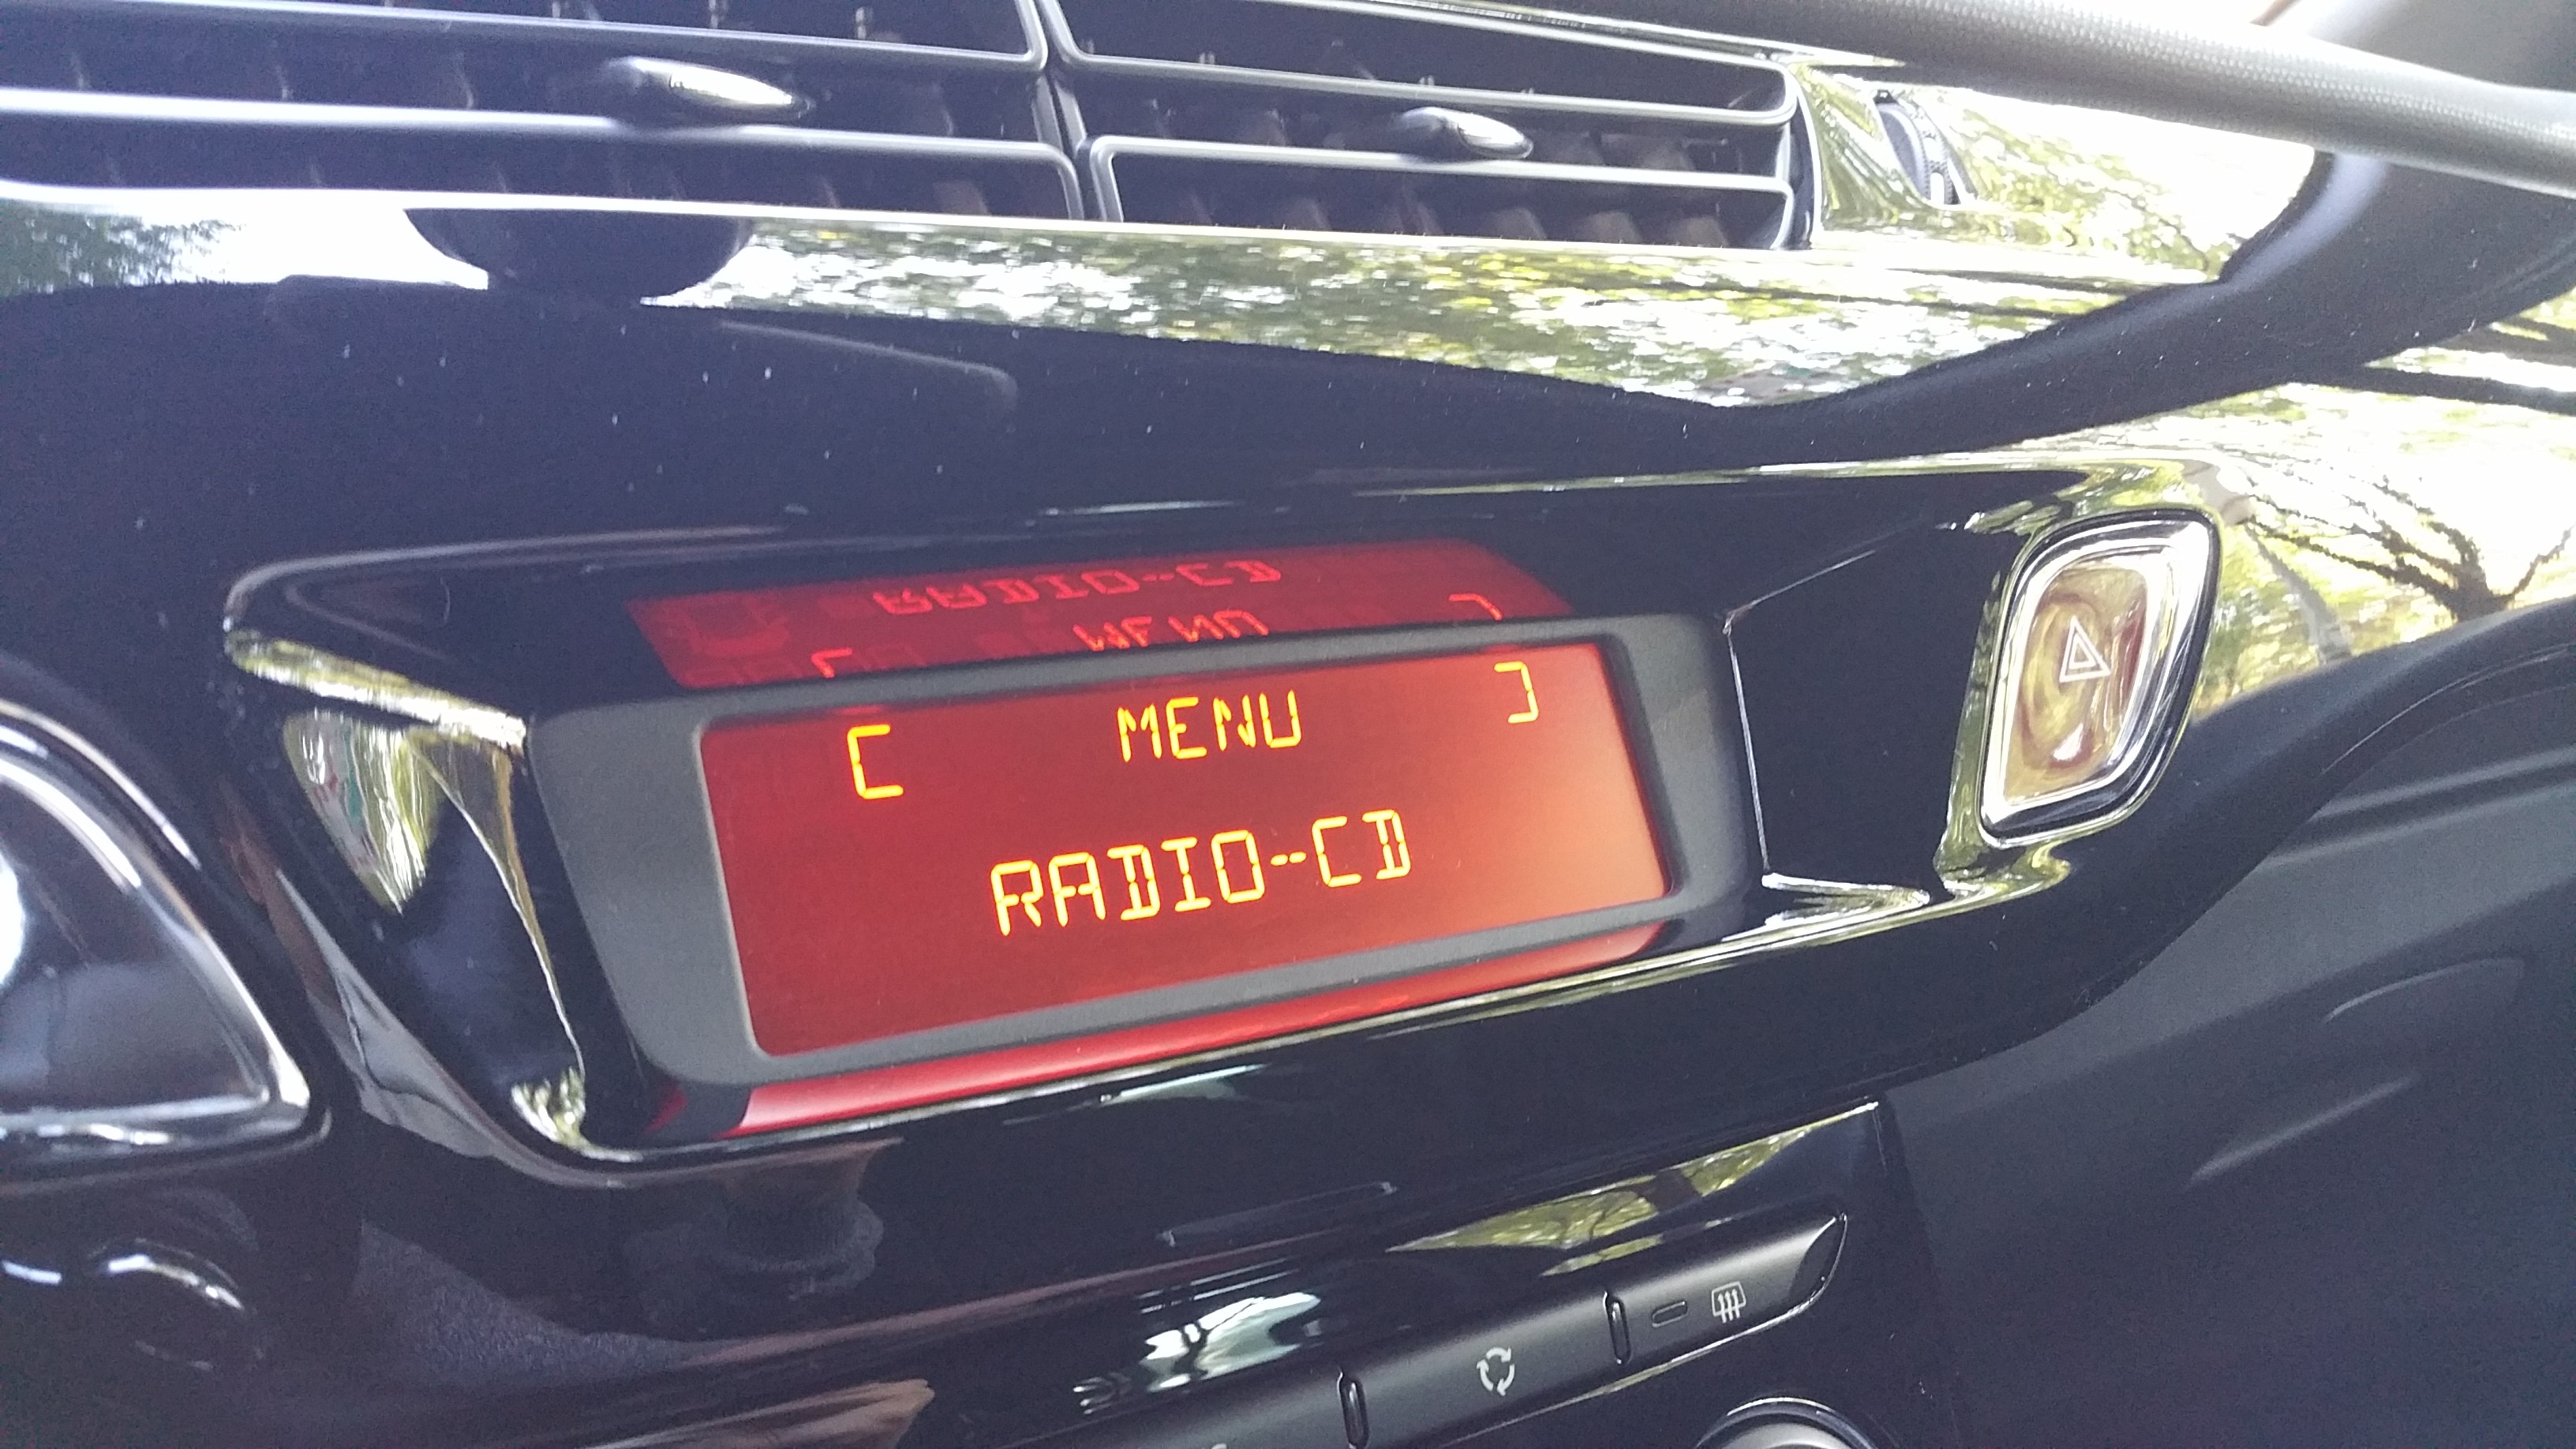 [ MENU ]
RADIO-CD